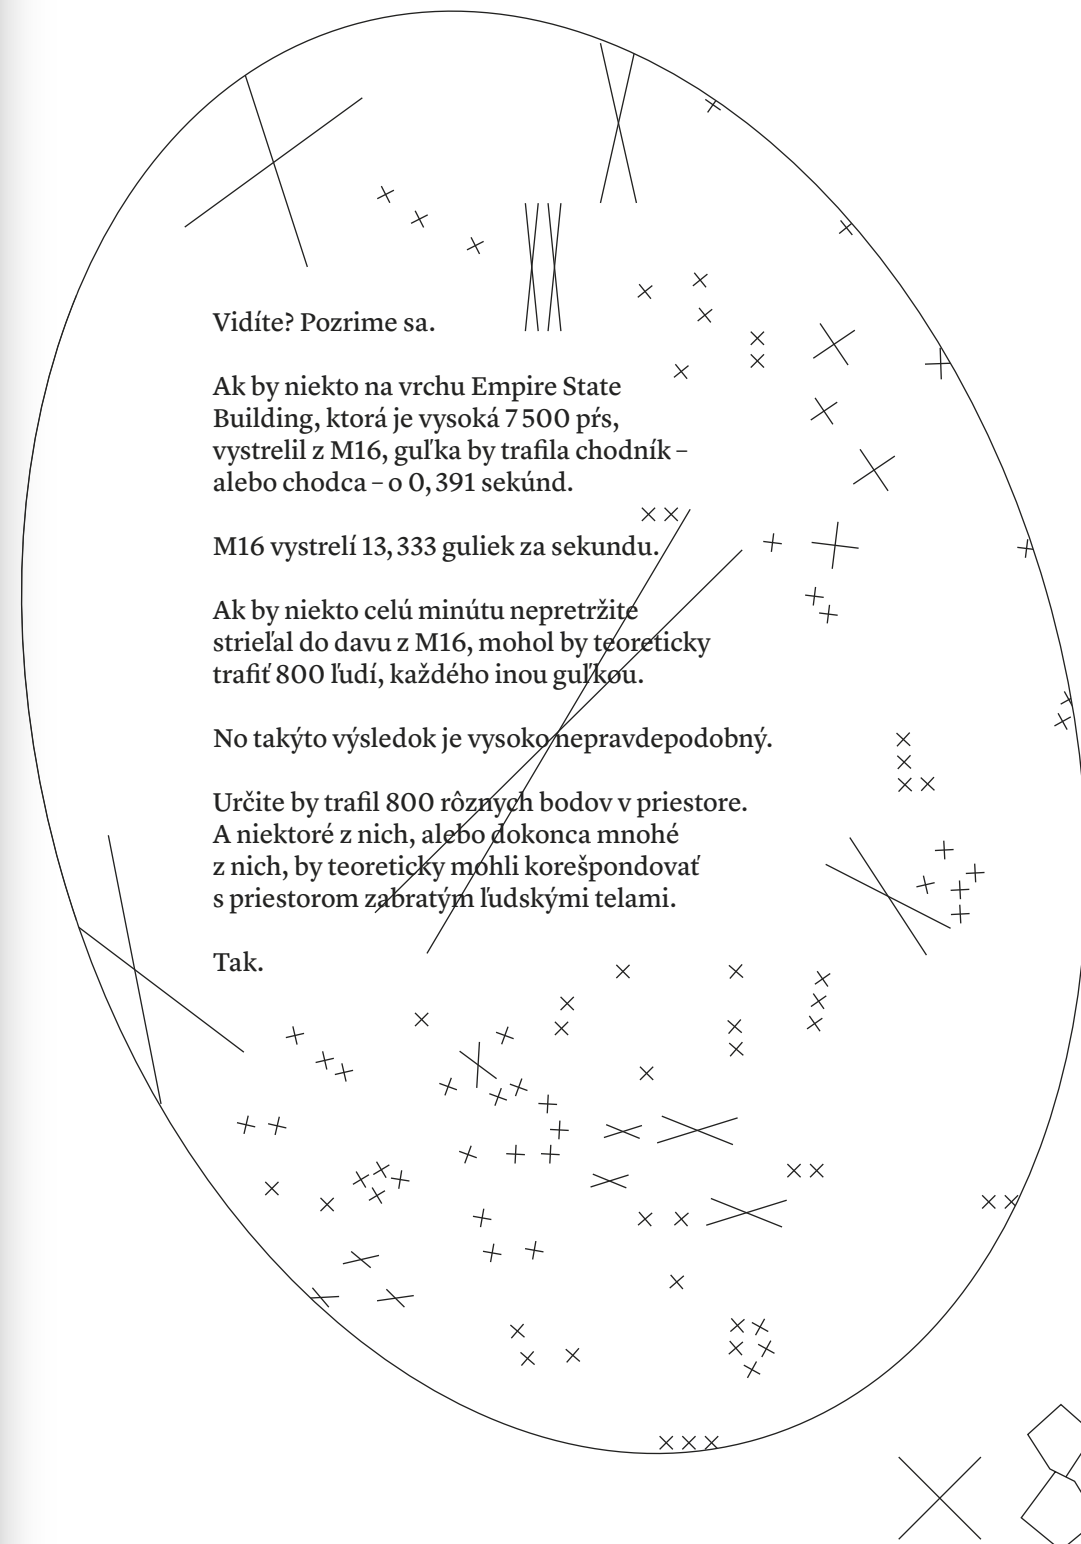 Vidíte? Pozrime sa.
Ak by niekto na vrchu Empire State
Building, ktorá je vysoká 7 500 pŕs,
vystrelil z M16, guľka by trafila chodník –
alebo chodca – o 0, 391 sekúnd.
M16 vystrelí 13, 333 guliek za sekundu.
Ak by niekto celú minútu nepretržite
strieľal do davu z M16, mohol by teoreticky
trafiť 800 ľudí, každého inou guľkou.
No takýto výsledok je vysoko nepravdepodobný.
Určite by trafil 800 rôznych bodov v priestore.
A niektoré z nich, alebo dokonca mnohé
z nich, by teoreticky mohli korešpondovať
s priestorom zabratým ľudskými telami.
Tak.